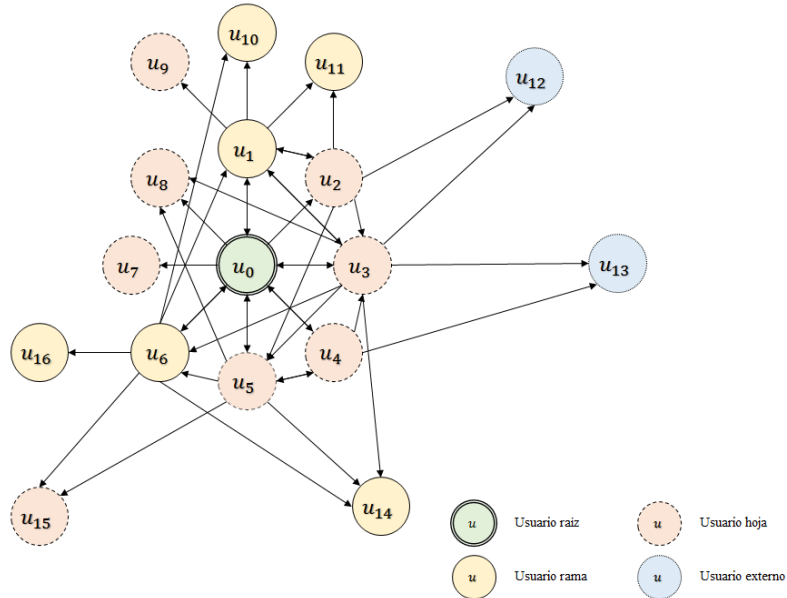 u10
u9
u11
u12
u1
u8
u2
u7
u0
u3
u13
u16
u6
u5
u4
u15
u14
u Usuario raiz
u Usuario hoja
u Usuario rama
u Usuario externo